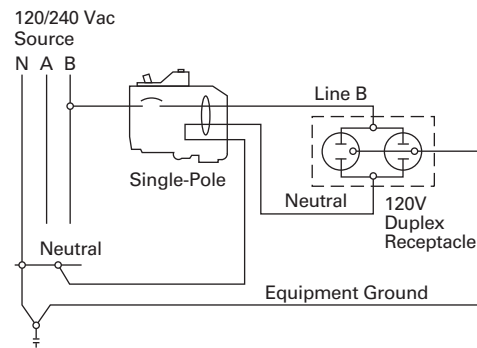 120/240 Vac
Source
N A B
Line B
Single-Pole
Neutral
120V
Duplex
Receptacle
Neutral
Equipment Ground